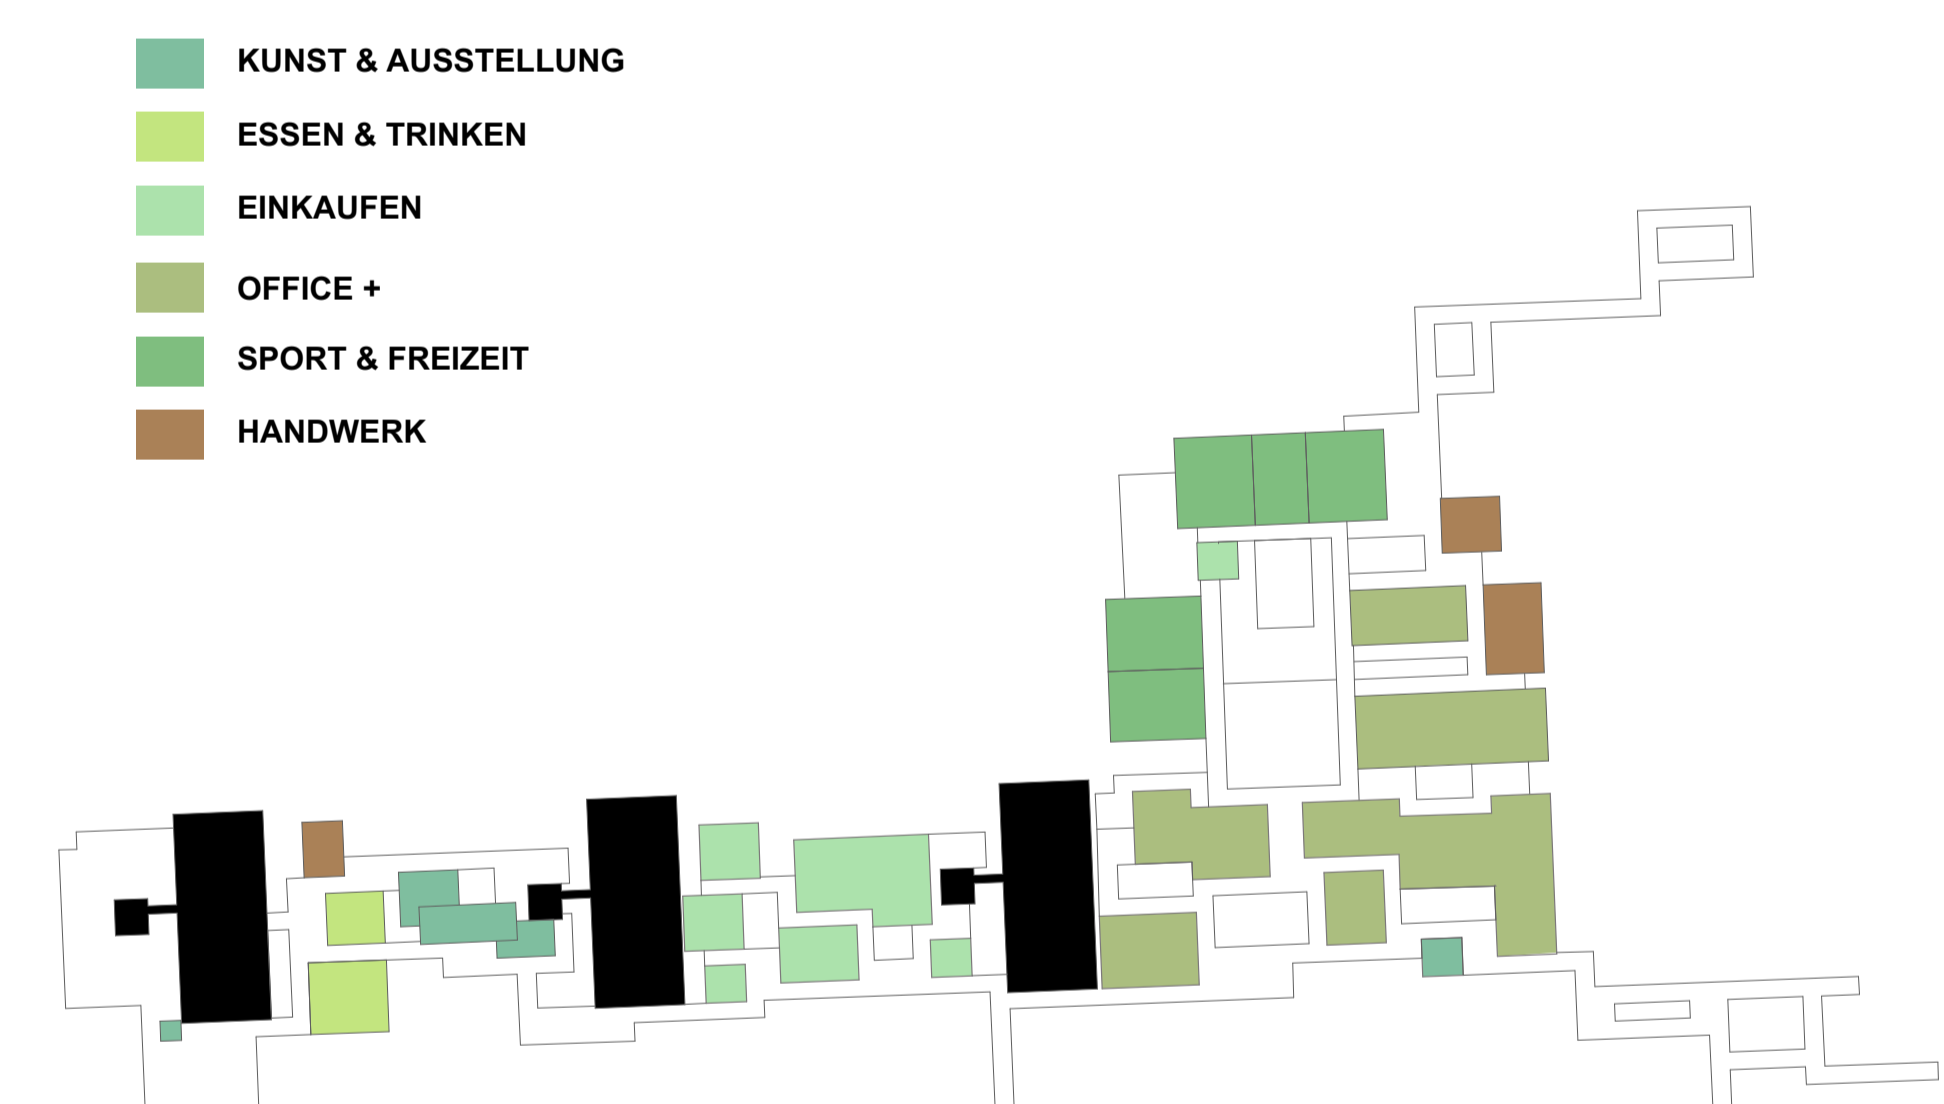 KUNST & AUSSTELLUNG
ESSEN & TRINKEN
EINKAUFEN
OFFICE +
SPORT & FREIZEIT
HANDWERK